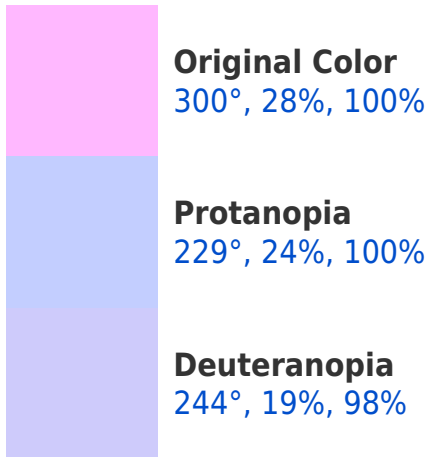 Original Color
300°, 28%, 100%
Protanopia
229°, 24%, 100%
Deuteranopia
244°, 19%, 98%